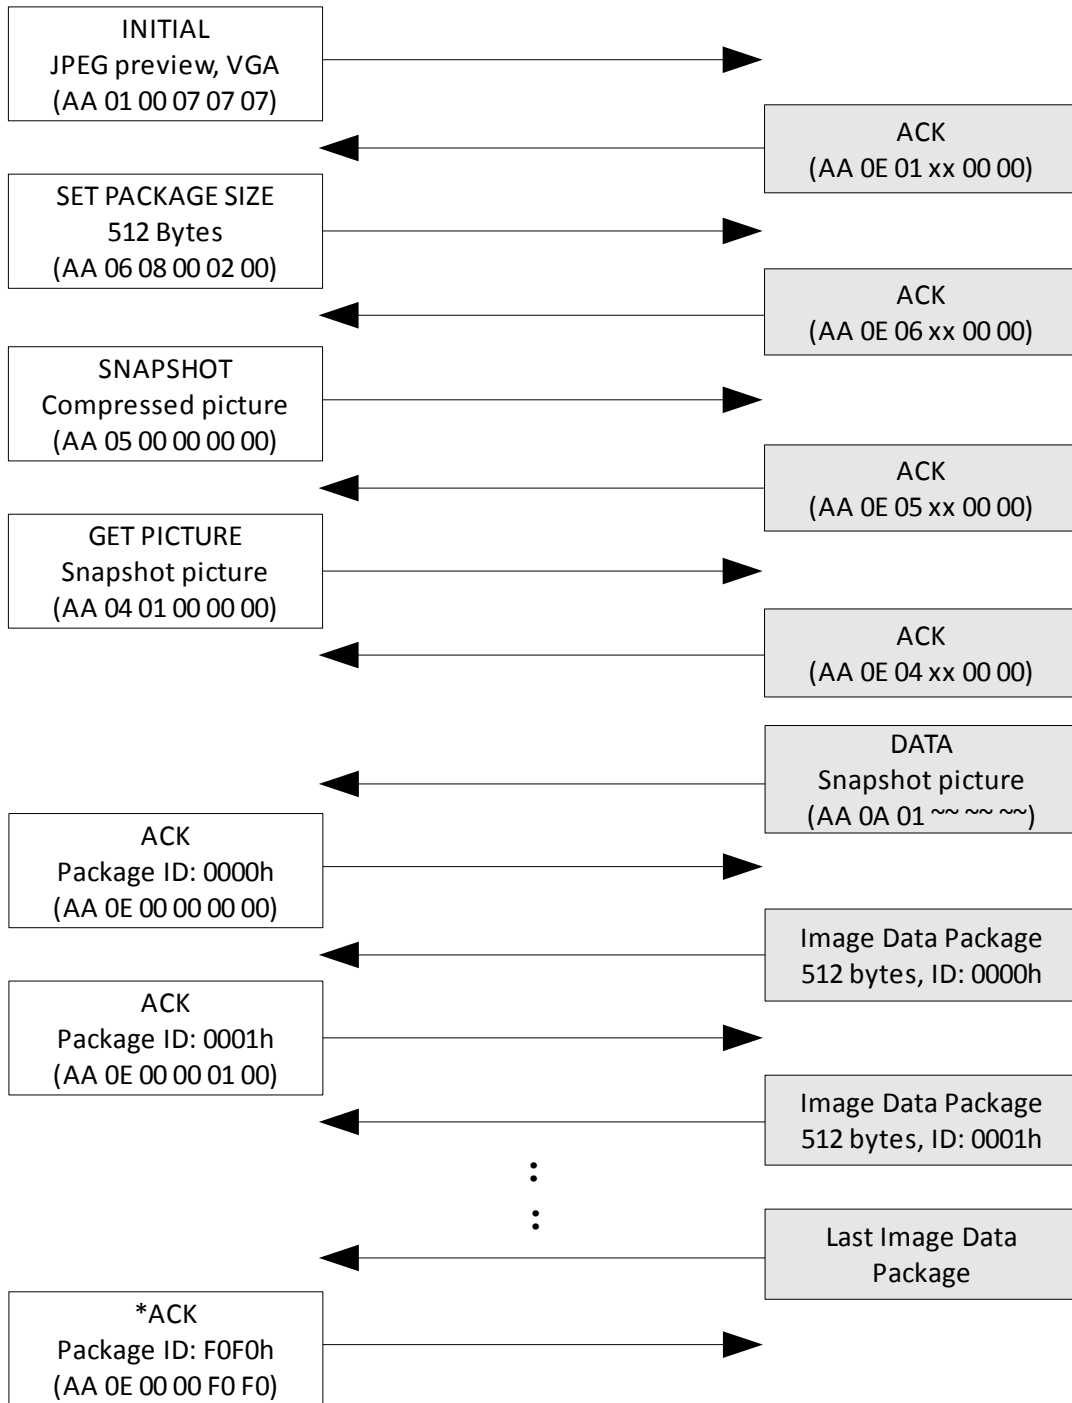 INITIAL
JPEG preview, VGA
(AA 01 00 07 07 07)
ACK
(AA 0E 01 xx 00 00)
SET PACKAGE SIZE
512 Bytes
(AA 06 08 00 02 00)
ACK
(AA 0E 06 xx 00 00)
SNAPSHOT
Compressed picture
(AA 05 00 00 00 00)
ACK
(AA 0E 05 xx 00 00)
GET PICTURE
Snapshot picture
(AA 04 01 00 00 00)
ACK
(AA 0E 04 xx 00 00)
DATA
Snapshot picture
(AA 0A 01 ~~ ~~ ~~)
ACK
Package ID: 0000h
(AA 0E 00 00 00 00)
Image Data Package
512 bytes, ID: 0000h
ACK
Package ID: 0001h
(AA 0E 00 00 01 00)
Image Data Package
512 bytes, ID: 0001h
Last Image Data
Package
*ACK
Package ID: F0F0h
(AA 0E 00 00 F0 F0)